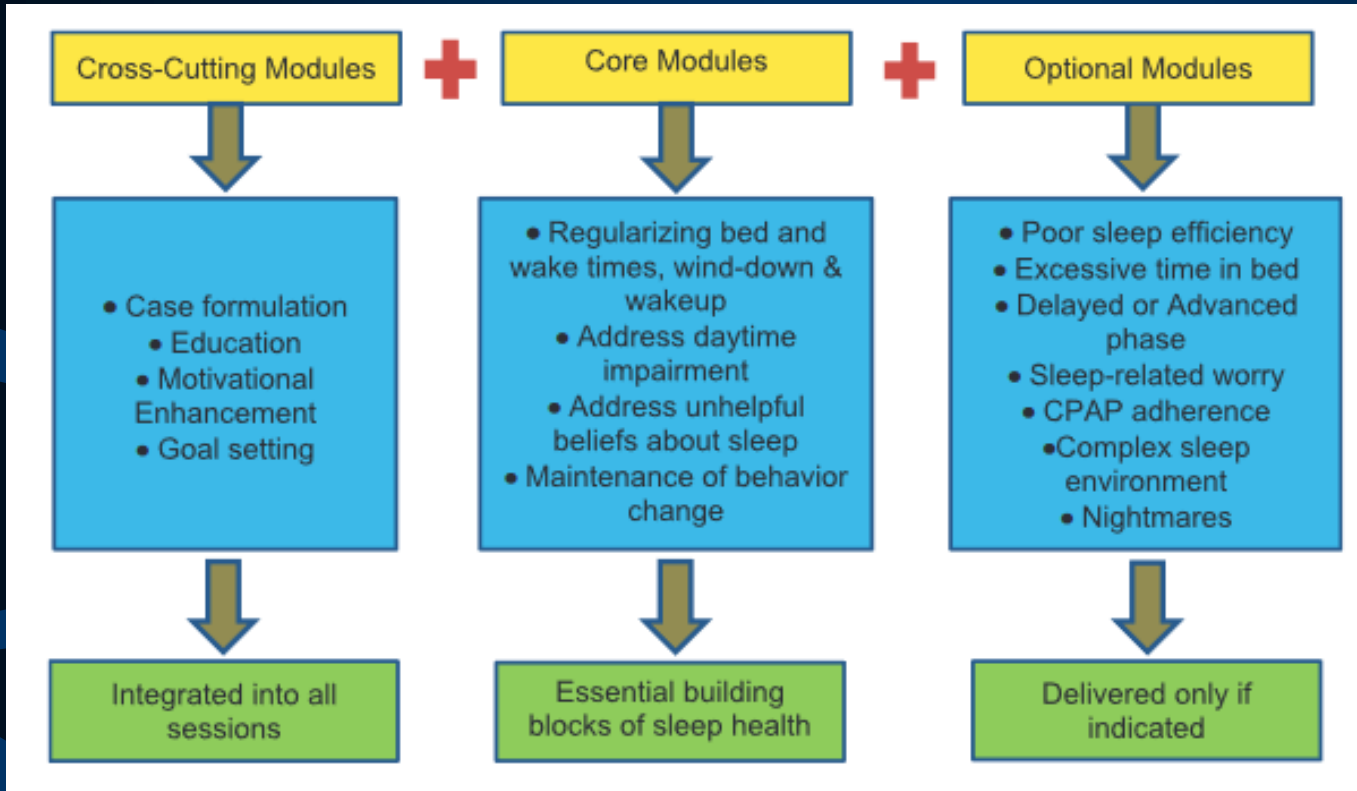 Cross-Cutting Modules
Core Modules
Optional Modules
● Case formulation
● Education
● Motivational
Enhancement
● Goal setting
● Regularizing bed and
wake times, wind-down &
wakeup
● Address daytime
impairment
● Address unhelpful
beliefs about sleep
● Maintenance of behavior
change
● Poor sleep efficiency
● Excessive time in bed
● Delayed or Advanced
phase
● Sleep-related worry
● CPAP adherence
●Complex sleep
environment
● Nightmares
Integrated into all
sessions
Essential building
blocks of sleep health
Delivered only if
indicated